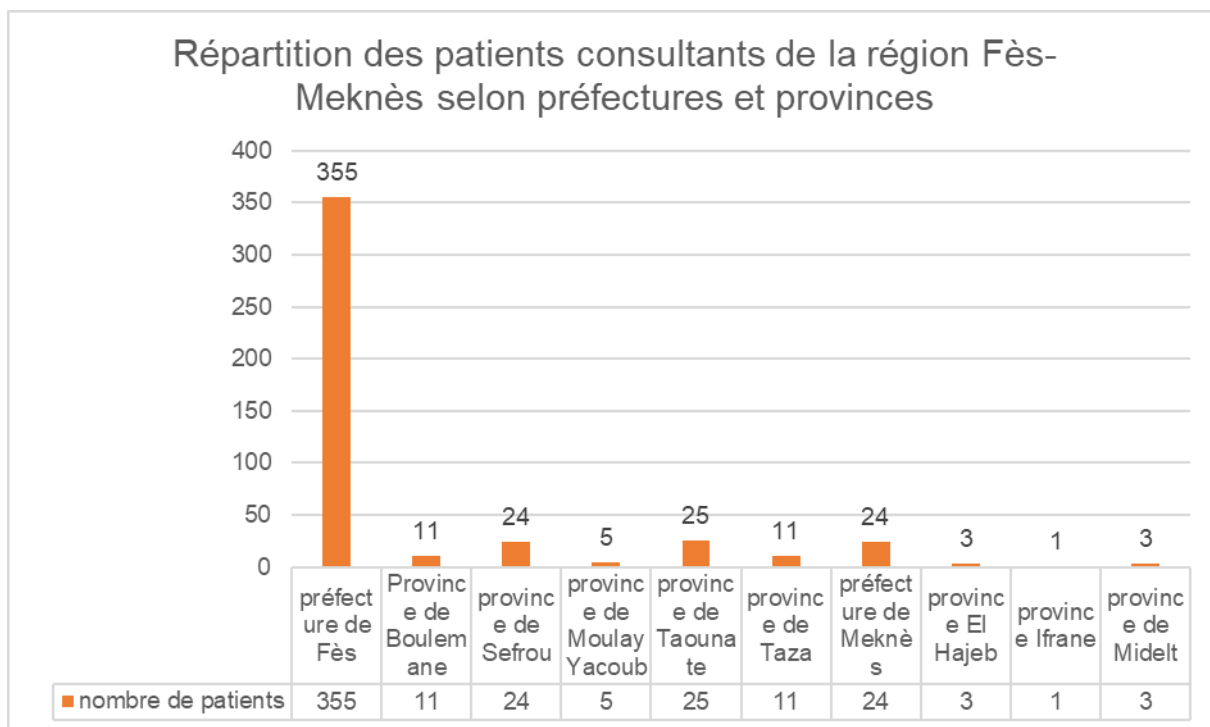 Répartition des patients consultants de la région Fès-
Meknès selon préfectures et provinces
400
350
300
250
200
150
100
50
0
355
11
24
5
25
11
24
3
1
3
préfect
ure de
Fès
Provinc
e de
Boulem
ane
provinc
e de
Sefrou
provinc
e de
Moulay
Yacoub
provinc
e de
Taouna
te
provinc
e de
Taza
préfect
ure de
Meknè
s
provinc
e El
Hajeb
provinc
e Ifrane
provinc
e de
Midelt
nombre de patients 355 11 24 5 25 11 24 3 1 3